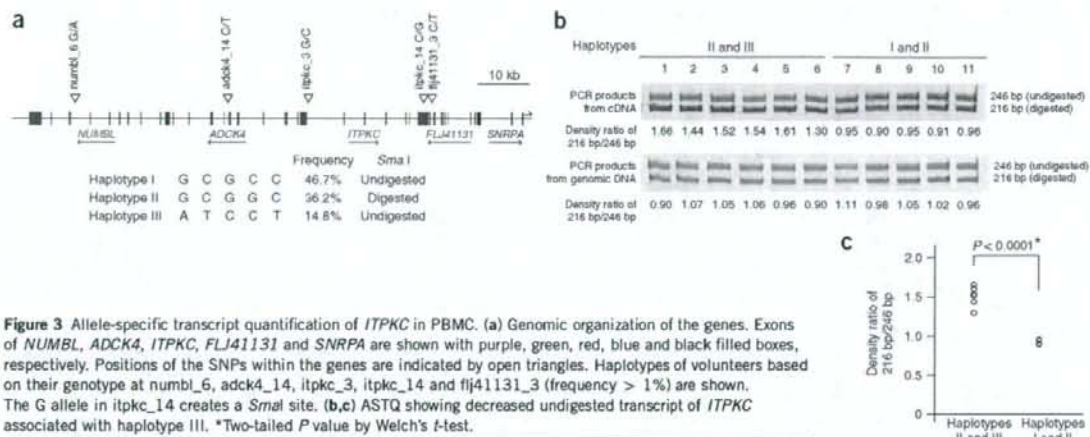 a
numbl_6 G/A
adck4_14 C/T
itpkc_3 G/C
itpkc_14 C/G
flj41131_3 C/T
10 kb
NUMBL
ADCK4
ITPKC
FLJ41131
SNRPA
Frequency Sma I
Haplotype I G C G C C 46.7% Undigested
Haplotype II G C G G C 36.2% Digested
Haplotype III A T C C T 14.8% Undigested
b
Haplotypes II and III I and II
1 2 3 4 5 6 7 8 9 10 11
PCR products
from cDNA
246 bp (undigested)
216 bp (digested)
Density ratio of
216 bp/246 bp
1.66 1.44 1.52 1.54 1.61 1.30 0.95 0.90 0.95 0.91 0.96
PCR products
from genomic DNA
246 bp (undigested)
216 bp (digested)
Density ratio of
216 bp/246 bp
0.90 1.07 1.05 1.06 0.96 0.90 1.11 0.98 1.05 1.02 0.96
c
P < 0.0001*
Density ratio of
216 bp/246 bp
2.0
1.5
1.0
0.5
0
Haplotypes
II and III
Haplotypes
I and II
Figure 3 Allele-specific transcript quantification of ITPKC in PBMC. (a) Genomic organization of the genes. Exons
of NUMBL, ADCK4, ITPKC, FLJ41131 and SNRPA are shown with purple, green, red, blue and black filled boxes,
respectively. Positions of the SNPs within the genes are indicated by open triangles. Haplotypes of volunteers based
on their genotype at numbl_6, adck4_14, itpkc_3, itpkc_14 and flj41131_3 (frequency > 1%) are shown.
The G allele in itpkc_14 creates a SmaI site. (b,c) ASTQ showing decreased undigested transcript of ITPKC
associated with haplotype III. *Two-tailed P value by Welch's t-test.